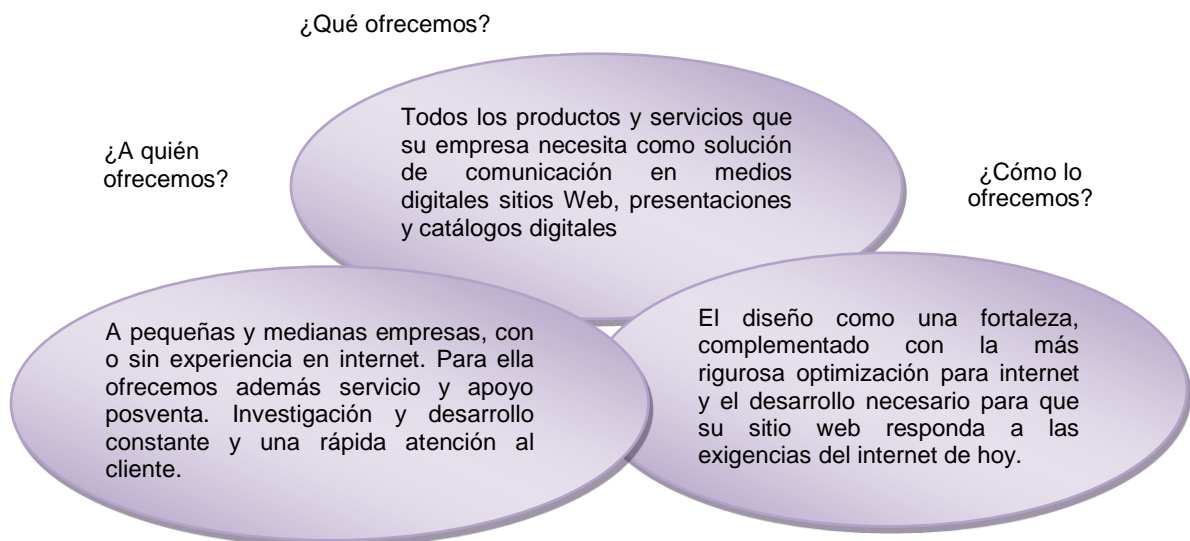 ¿Qué ofrecemos?
Todos los productos y servicios que
su empresa necesita como solución
de comunicación en medios
digitales sitios Web, presentaciones
y catálogos digitales
¿A quién
ofrecemos?
¿Cómo lo
ofrecemos?
A pequeñas y medianas empresas, con
o sin experiencia en internet. Para ella
ofrecemos además servicio y apoyo
posventa. Investigación y desarrollo
constante y una rápida atención al
cliente.
El diseño como una fortaleza,
complementado con la más
rigurosa optimización para internet
y el desarrollo necesario para que
su sitio web responda a las
exigencias del internet de hoy.